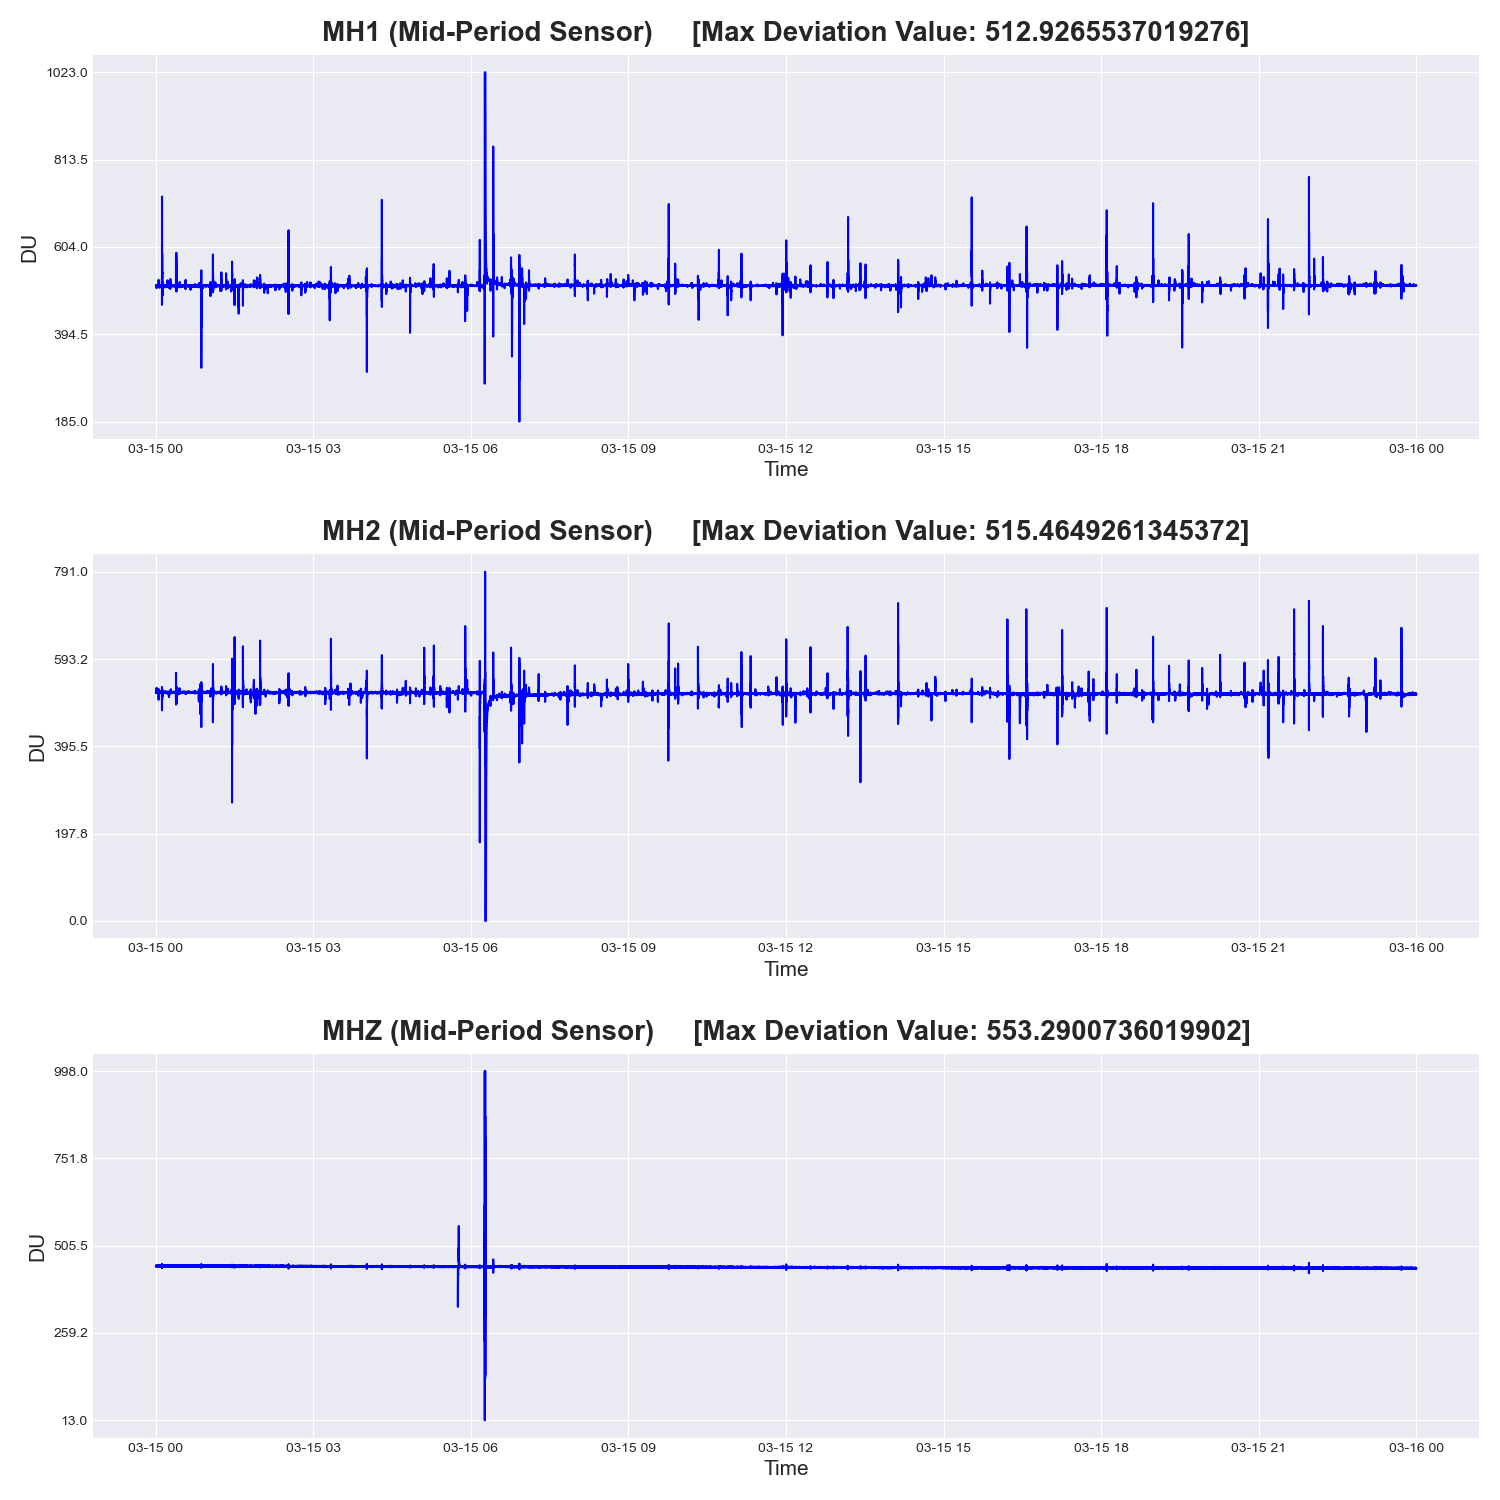 MH1 (Mid-Period Sensor) [Max Deviation Value: 512.9265537019276]
1023.0
813.5
604.0
394.5
185.0
DU
03-15 00 03-15 03 03-15 06 03-15 09 03-15 12 03-15 15 03-15 18 03-15 21 03-16 00
Time
MH2 (Mid-Period Sensor) [Max Deviation Value: 515.4649261345372]
791.0
593.2
395.5
197.8
0.0
DU
03-15 00 03-15 03 03-15 06 03-15 09 03-15 12 03-15 15 03-15 18 03-15 21 03-16 00
Time
MHZ (Mid-Period Sensor) [Max Deviation Value: 553.2900736019902]
998.0
751.8
505.5
259.2
13.0
DU
03-15 00 03-15 03 03-15 06 03-15 09 03-15 12 03-15 15 03-15 18 03-15 21 03-16 00
Time